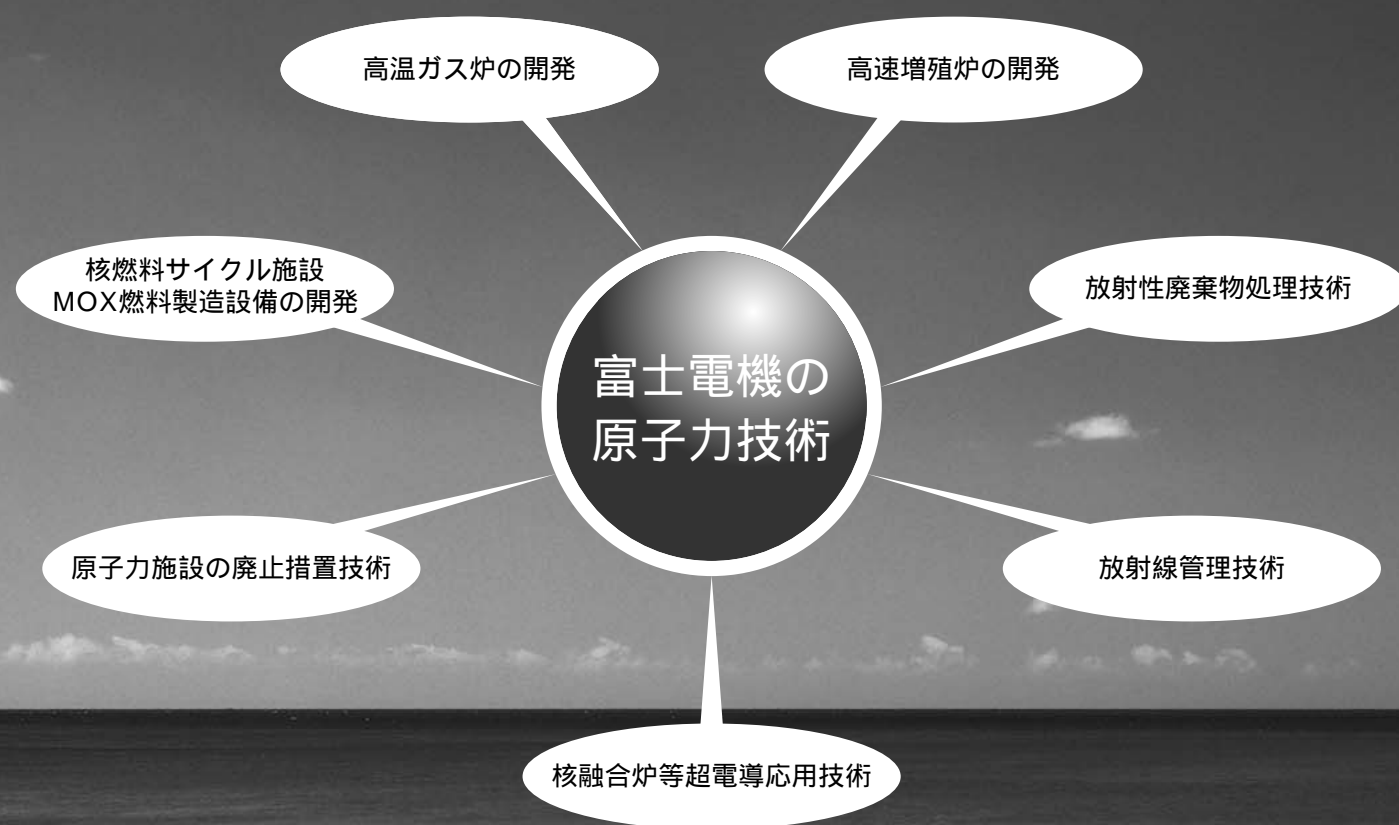 高温ガス炉の開発
高速増殖炉の開発
核燃料サイクル施設
MOX燃料製造設備の開発
放射性廃棄物処理技術
富士電機の
原子力技術
原子力施設の廃止措置技術
放射線管理技術
核融合炉等超電導応用技術